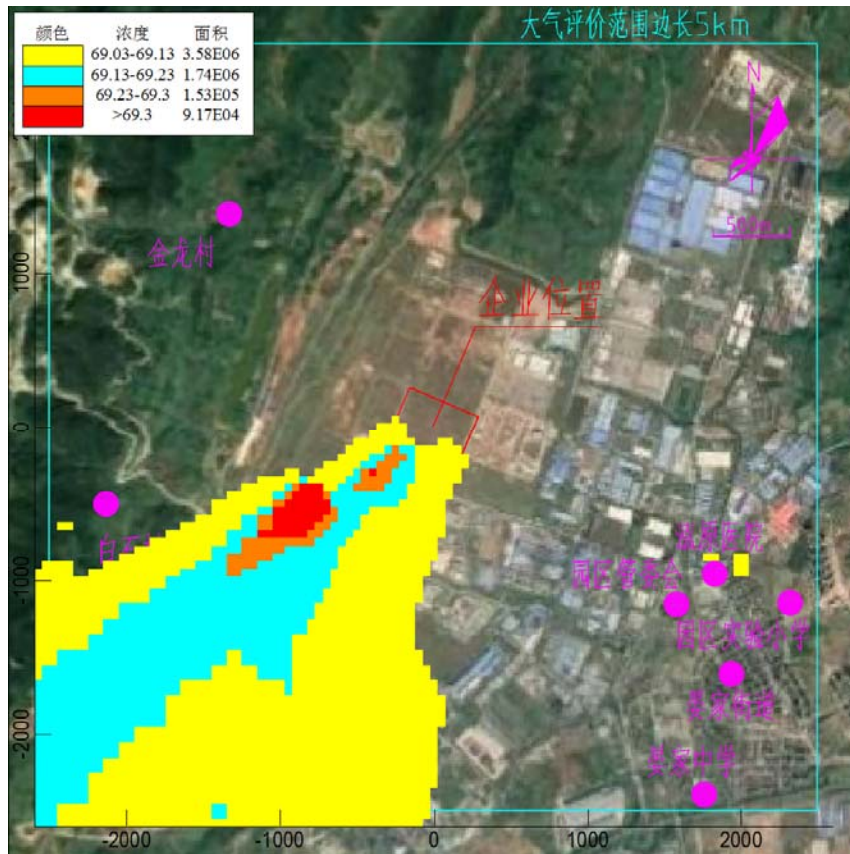 大气评价范围边长5km
颜色 浓度 面积
69.03-69.13 3.58E06
69.13-69.23 1.74E06
69.23-69.3 1.53E05
>69.3 9.17E04
N
500m
金龙村
1000
企业位置
0
园区管委会
-1000
园区实验小学
-2000
-2000 -1000 0 1000 2000